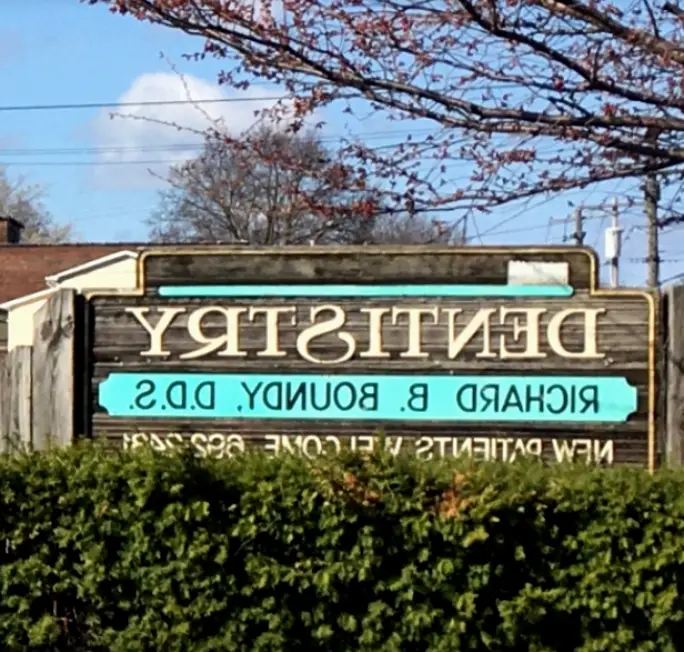 DENTISTRY
RICHARD B. BOUNDY, D.D.S.
NEW PATIENTS WELCOME